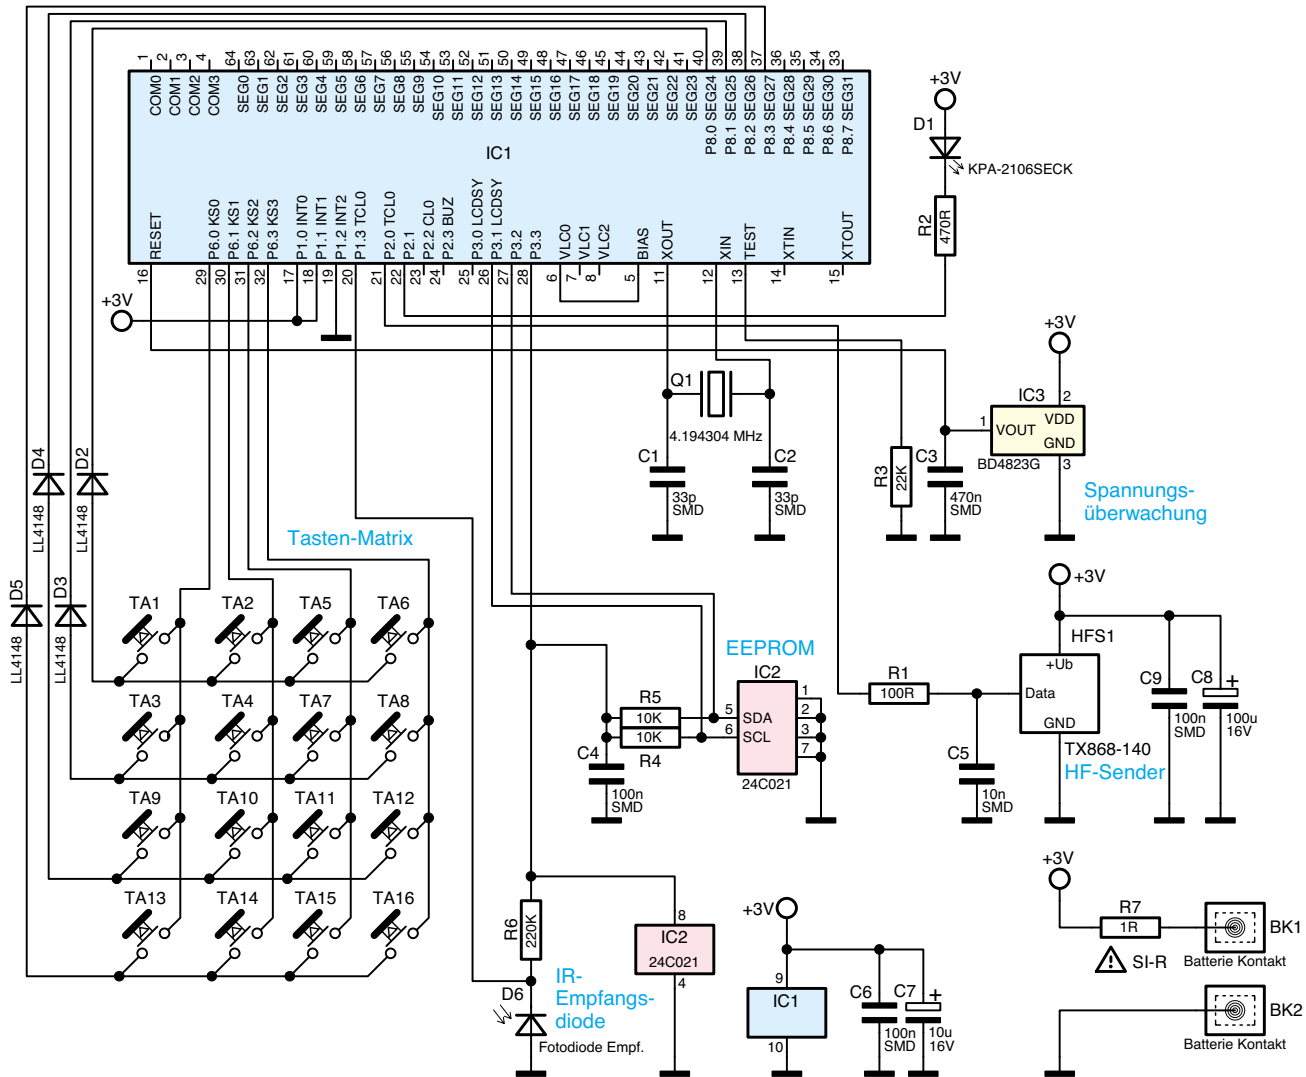 1 2 3 4 64 63 62 61 60 59 58 57 56 55 54 53 52 51 50 49 48 47 46 45 44 43 42 41 40 39 38 37 36 35 34 33
COM0 COM1 COM2 COM3 SEG0 SEG1 SEG2 SEG3 SEG4 SEG5 SEG6 SEG7 SEG8 SEG9 SEG10 SEG11 SEG12 SEG13 SEG14 SEG15 SEG16 SEG17 SEG18 SEG19 SEG20 SEG21 SEG22 SEG23 P8.0 SEG24 P8.1 SEG25 P8.2 SEG26 P8.3 SEG27 P8.4 SEG28 P8.5 SEG29 P8.6 SEG30 P8.7 SEG31
IC1
RESET P6.0 KS0 P6.1 KS1 P6.2 KS2 P6.3 KS3 P1.0 INT0 P1.1 INT1 P1.2 INT2 P1.3 TCL0 P2.0 TCL0 P2.1 P2.2 CL0 P2.3 BUZ P3.0 LCDSY P3.1 LCDSY P3.2 P3.3 VLC0 VLC1 VLC2 BIAS XOUT XIN TEST XTIN XTOUT
16 29 30 31 32 17 18 19 20 21 22 23 24 25 26 27 28 6 7 8 5 11 12 13 14 15
+3V
D1
KPA-2106SECK
R2
470R
+3V
+3V
IC3
2
1
VOUT
VDD
GND
BD4823G
3
Spannungs-
überwachung
Q1
4.194304 MHz
C1
33p
SMD
C2
33p
SMD
R3
22K
C3
470n
SMD
D4
LL4148
D2
LL4148
D5
LL4148
D3
LL4148
Tasten-Matrix
TA1 TA2 TA5 TA6
TA3 TA4 TA7 TA8
TA9 TA10 TA11 TA12
TA13 TA14 TA15 TA16
EEPROM
IC2
R5
10K
10K
R4
5
6
SDA
SCL
1
2
3
7
24C021
C4
100n
SMD
R1
100R
C5
10n
SMD
+3V
HFS1
+Ub
Data
GND
TX868-140
HF-Sender
C9
100n
SMD
C8
+
100u
16V
R6
220K
D6
IR-
Empfangs-
diode
Fotodiode Empf.
8
IC2
24C021
4
+3V
9
IC1
10
C6
100n
SMD
C7
+
10u
16V
+3V
R7
1R
SI-R
BK1
Batterie Kontakt
BK2
Batterie Kontakt